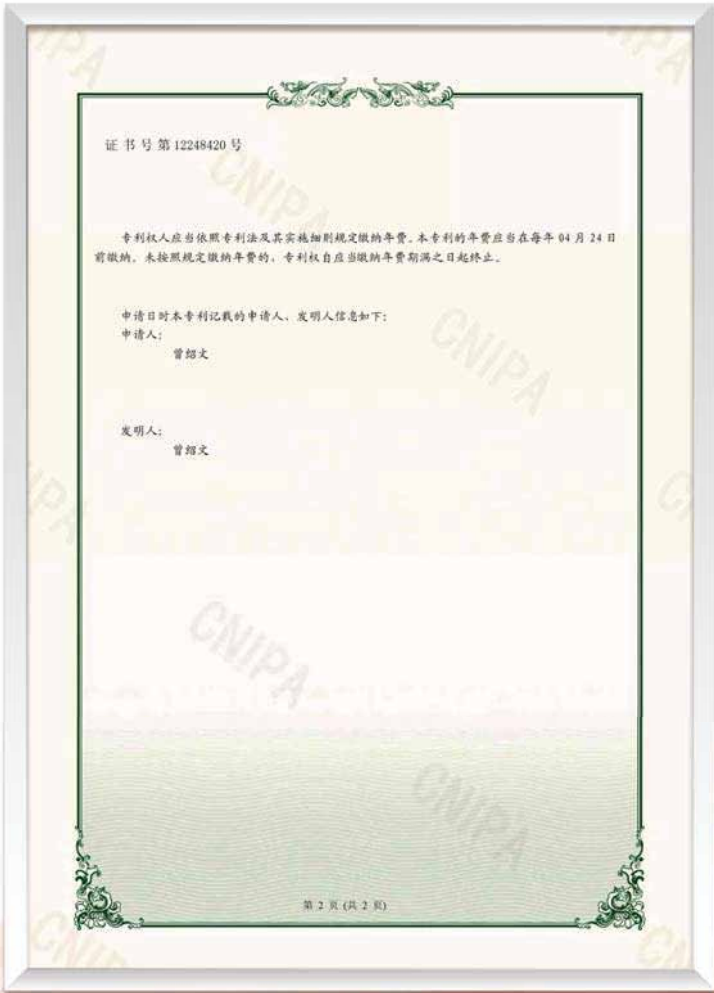 证书号第12248420号
专利权人应当依照专利法及其实施细则规定缴纳年费。本专利的年费应当在每年 04 月 24 日
前缴纳。未按照规定缴纳年费的，专利权自应当缴纳年费期满之日起终止。
申请日时本专利记载的申请人、发明人信息如下：
申请人：
曾绍文
发明人：
曾绍文
第 2 页 (共 2 页)
CNIPA
CNIPA
CNIPA
CNIPA